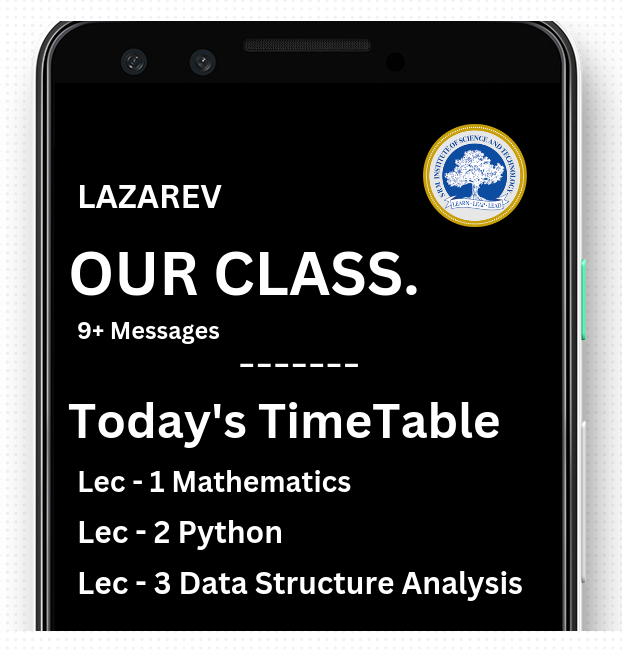 SRM INSTITUTE OF SCIENCE AND TECHNOLOGY
LEARN · LEAP · LEAD
LAZAREV
OUR CLASS.
9+ Messages
-------
Today's TimeTable
Lec - 1 Mathematics
Lec - 2 Python
Lec - 3 Data Structure Analysis